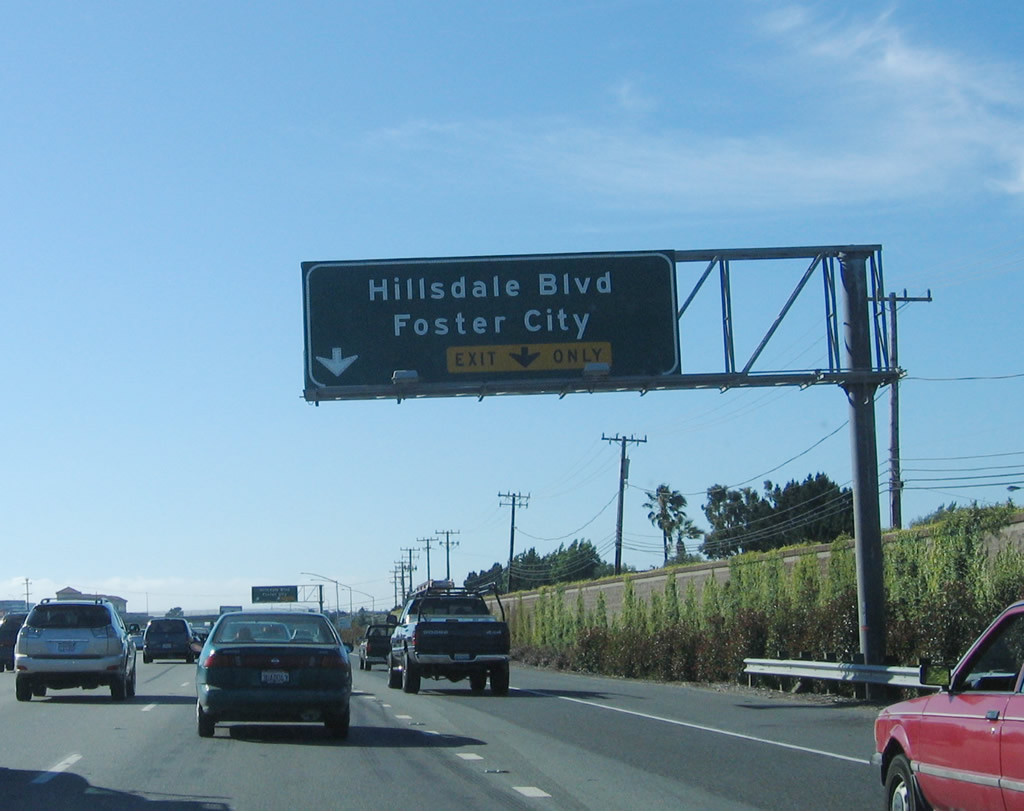 Hillsdale Blvd
Foster City
EXIT ONLY